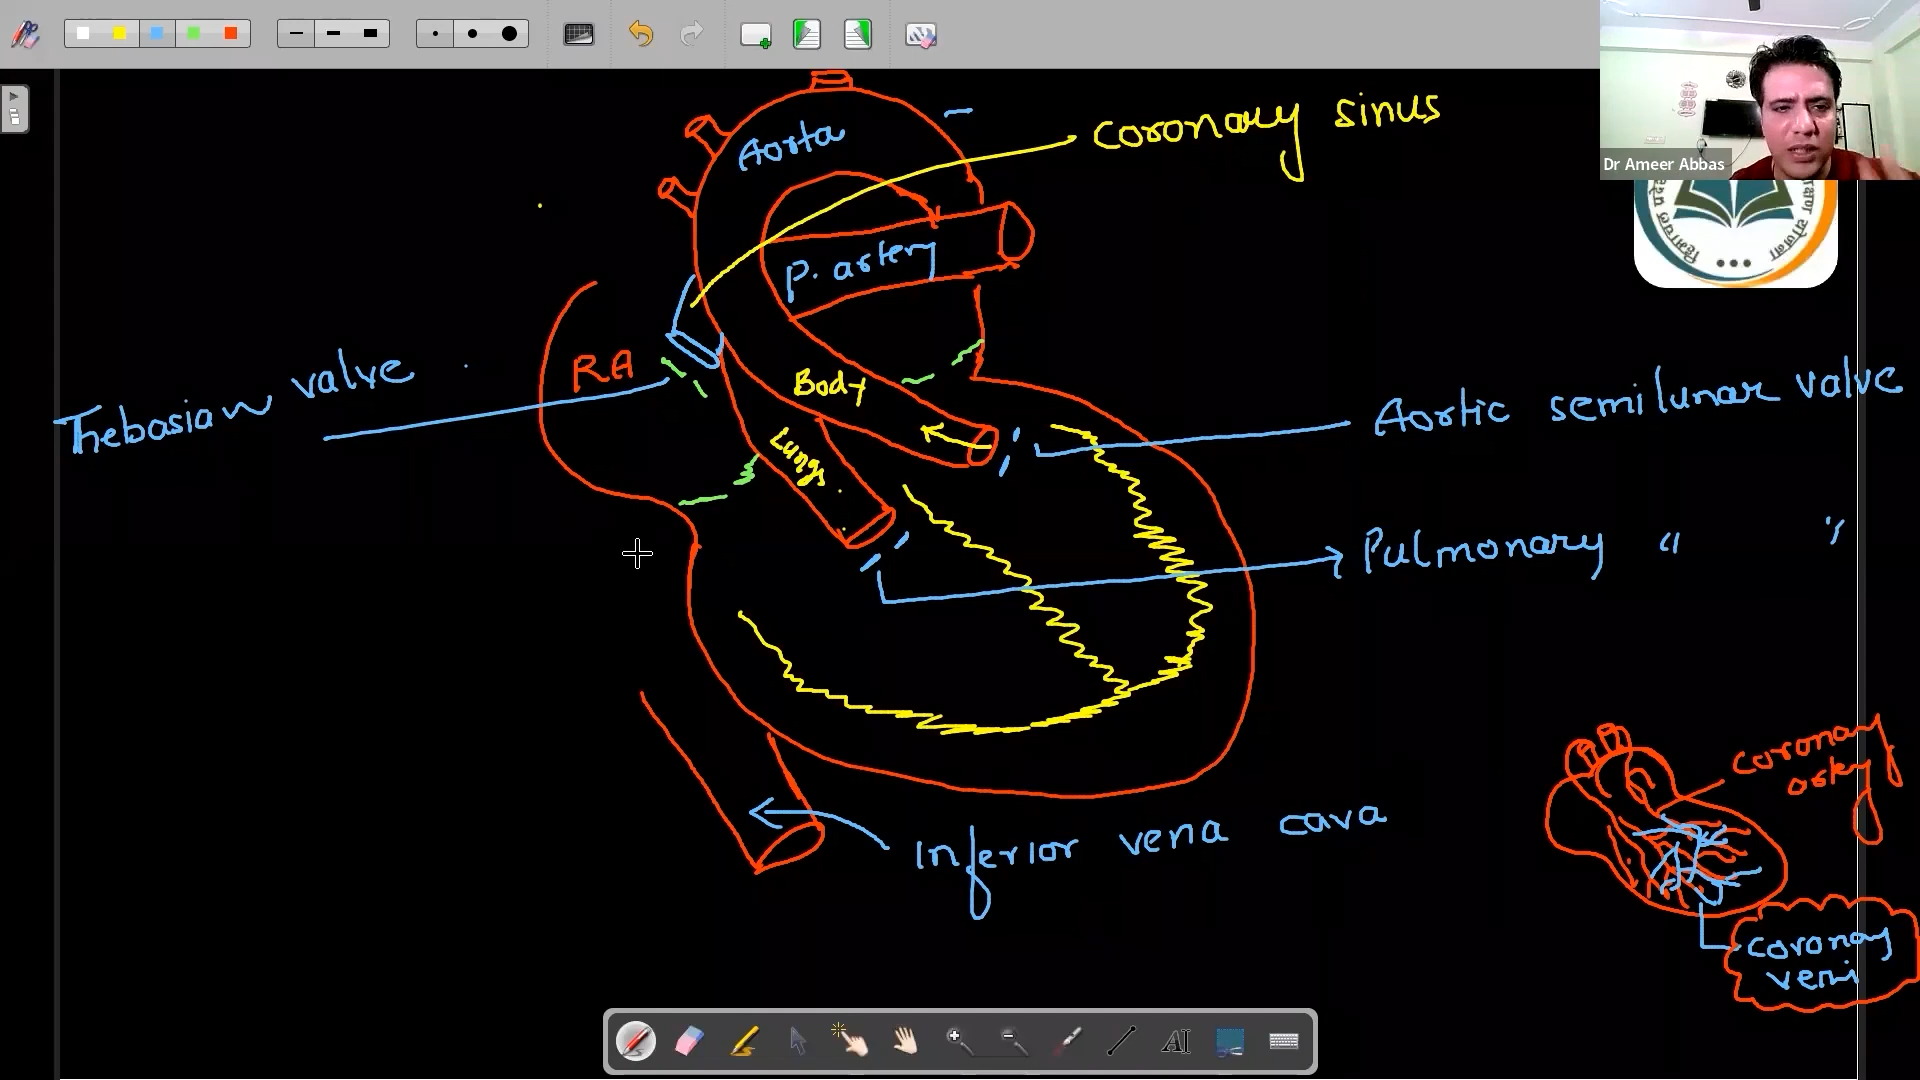 Aorta
coronary sinus
Dr Ameer Abbas
P. artery
RA
Thebasian valve
Body
Aortic semilunar valve
Lungs
Pulmonary " "
Inferior vena cava
coronary
artery
coronary
AI